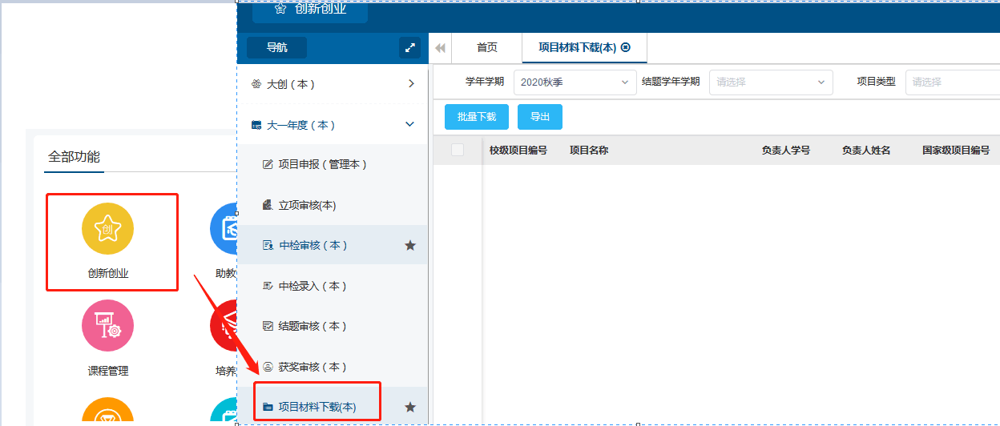 创新创业
导航
首页
项目材料下载(本)
大创（本）
学年学期
2020秋季
结题学年学期
请选择
项目类型
请选择
大一年度（本）
批量下载
导出
校级项目编号
项目名称
负责人学号
负责人姓名
国家级项目编号
项目申报（管理本）
立项审核(本)
中检审核（本）
中检录入（本）
结题审核（本）
获奖审核（本）
项目材料下载(本)
全部功能
创
创新创业
助教
课程管理
培养